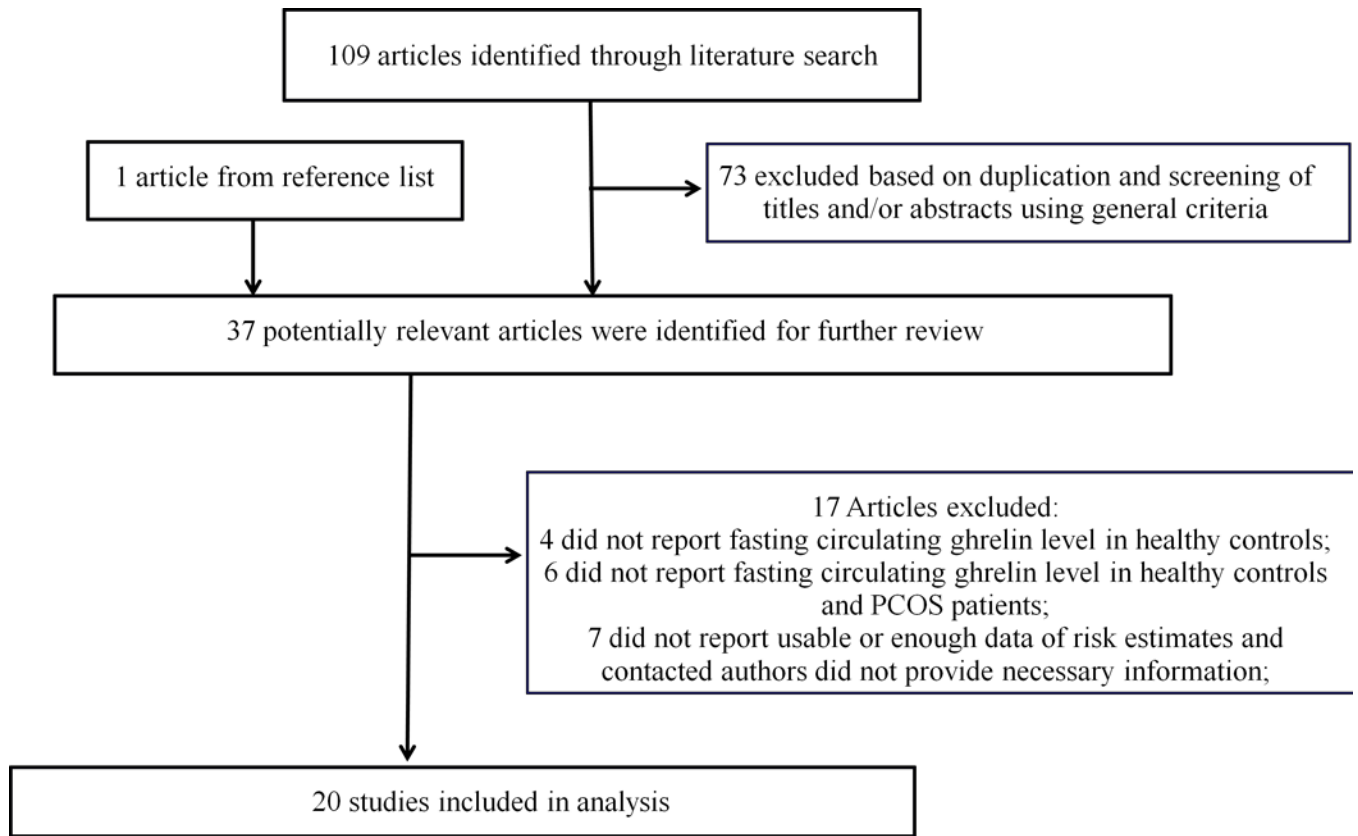 109 articles identified through literature search
1 article from reference list
73 excluded based on duplication and screening of
titles and/or abstracts using general criteria
37 potentially relevant articles were identified for further review
17 Articles excluded:
4 did not report fasting circulating ghrelin level in healthy controls;
6 did not report fasting circulating ghrelin level in healthy controls
and PCOS patients;
7 did not report usable or enough data of risk estimates and
contacted authors did not provide necessary information;
20 studies included in analysis